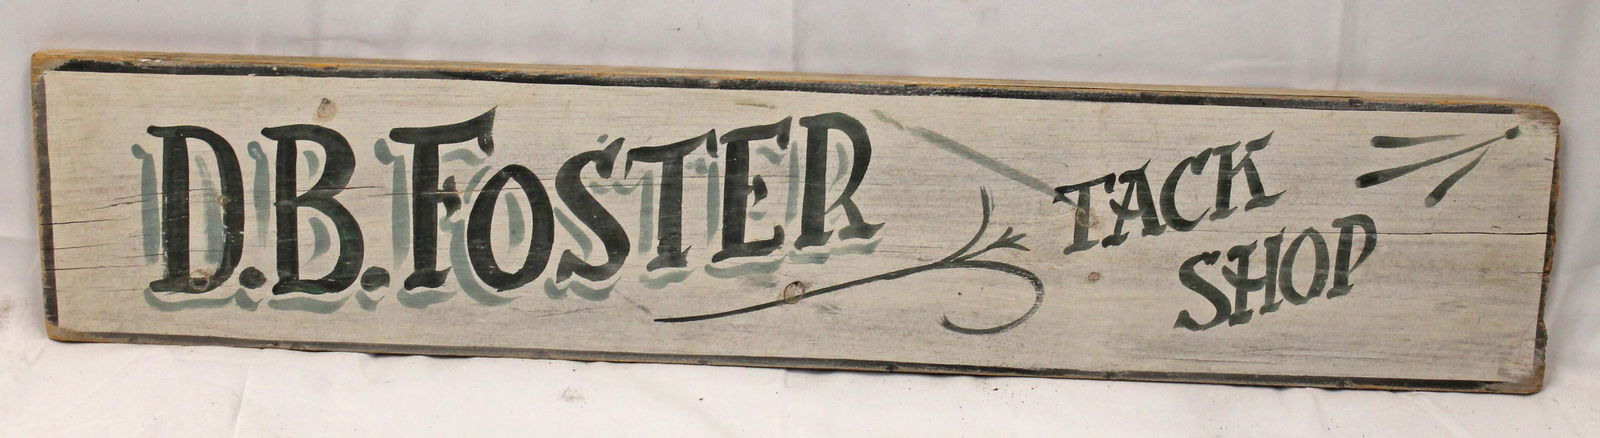 D.B. FOSTER
TACK
SHOP